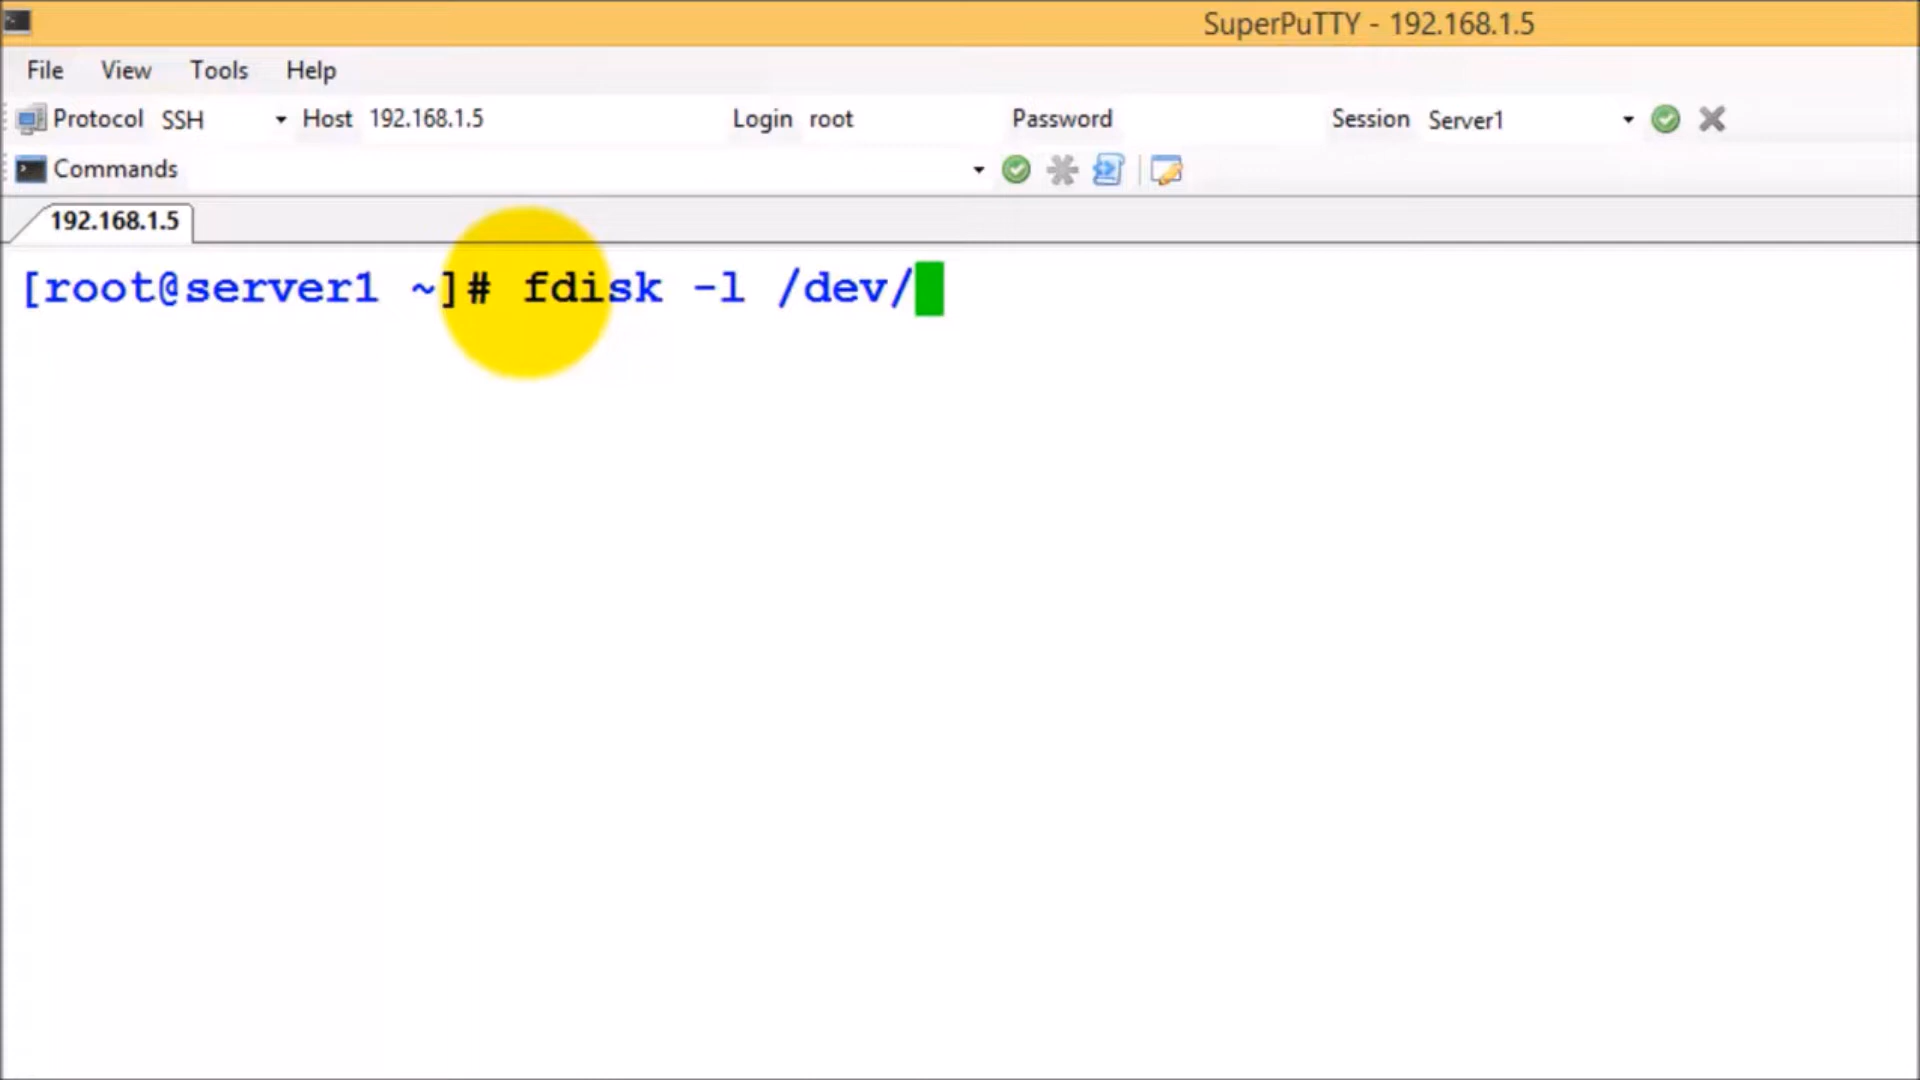 SuperPuTTY - 192.168.1.5
File View Tools Help
Protocol SSH Host 192.168.1.5 Login root Password Session Server1
Commands
192.168.1.5
[root@server1 ~]# fdisk -l /dev/